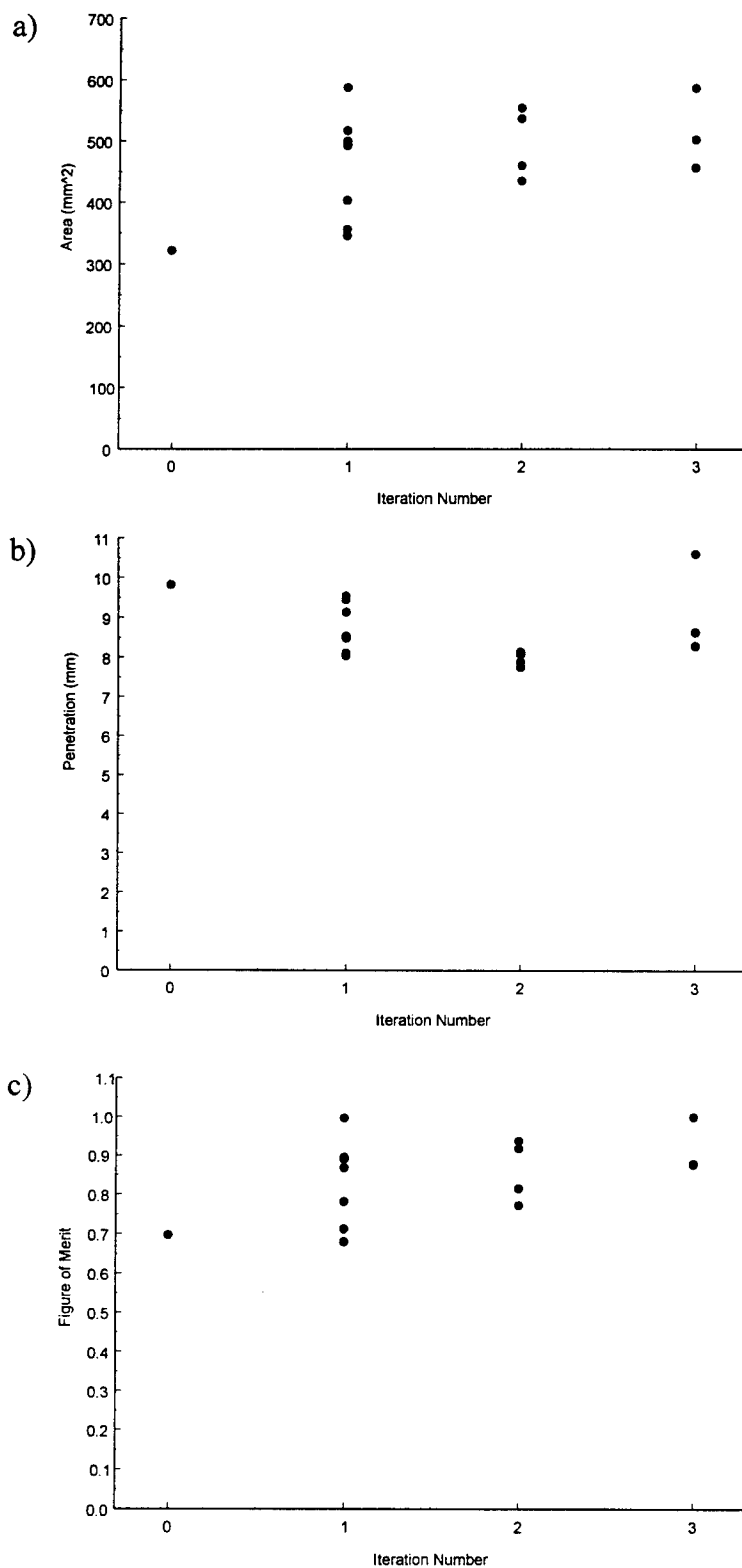 a)
700
600
500
400
300
200
100
0
Area (mm^2)
0 1 2 3
Iteration Number
b)
11
10
9
8
7
6
5
4
3
2
1
0
Penetration (mm)
0 1 2 3
Iteration Number
c)
1.1
1.0
0.9
0.8
0.7
0.6
0.5
0.4
0.3
0.2
0.1
0.0
Figure of Merit
0 1 2 3
Iteration Number